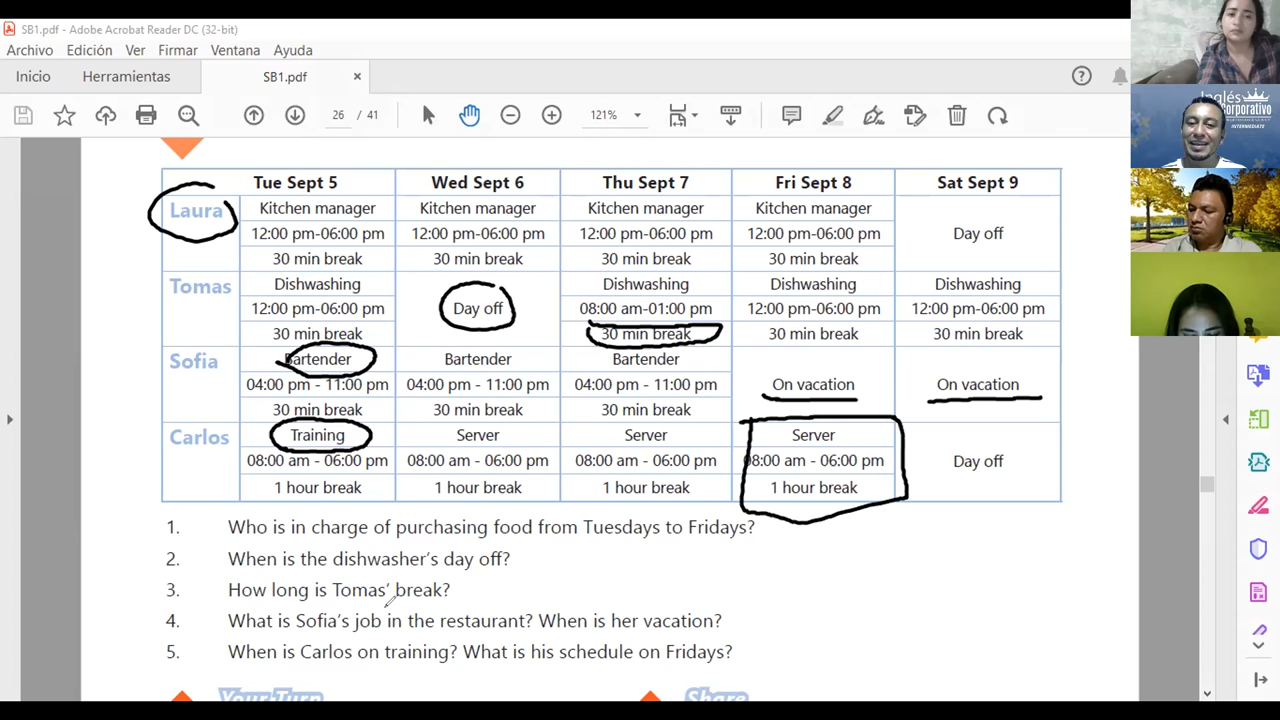 SB1.pdf - Adobe Acrobat Reader DC (32-bit)
Archivo Edición Ver Firmar Ventana Ayuda
Inicio Herramientas SB1.pdf ×
26 / 41 121%
Tue Sept 5 Wed Sept 6 Thu Sept 7 Fri Sept 8 Sat Sept 9
Laura Kitchen manager Kitchen manager Kitchen manager Kitchen manager
12:00 pm-06:00 pm 12:00 pm-06:00 pm 12:00 pm-06:00 pm 12:00 pm-06:00 pm Day off
30 min break 30 min break 30 min break 30 min break
Tomas Dishwashing Dishwashing Dishwashing Dishwashing
12:00 pm-06:00 pm Day off 08:00 am-01:00 pm 12:00 pm-06:00 pm 12:00 pm-06:00 pm
30 min break 30 min break 30 min break 30 min break
Sofia Bartender Bartender Bartender
04:00 pm - 11:00 pm 04:00 pm - 11:00 pm 04:00 pm - 11:00 pm On vacation On vacation
30 min break 30 min break 30 min break
Carlos Training Server Server Server
08:00 am - 06:00 pm 08:00 am - 06:00 pm 08:00 am - 06:00 pm 08:00 am - 06:00 pm Day off
1 hour break 1 hour break 1 hour break 1 hour break
1. Who is in charge of purchasing food from Tuesdays to Fridays?
2. When is the dishwasher's day off?
3. How long is Tomas' break?
4. What is Sofia's job in the restaurant? When is her vacation?
5. When is Carlos on training? What is his schedule on Fridays?
Your Turn Share
Inglés
Corporativo
INTERMEDIATE